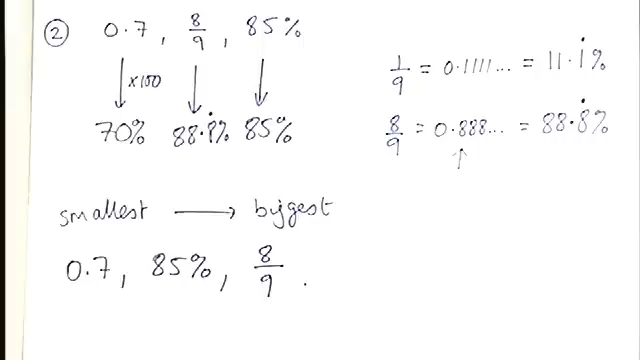 ② 0.7, 8/9, 85%
×100
70% 88.8̇% 85%
1/9 = 0.1111... = 11.1̇%
8/9 = 0.888... = 88.8̇%
smallest → biggest
0.7, 85%, 8/9.